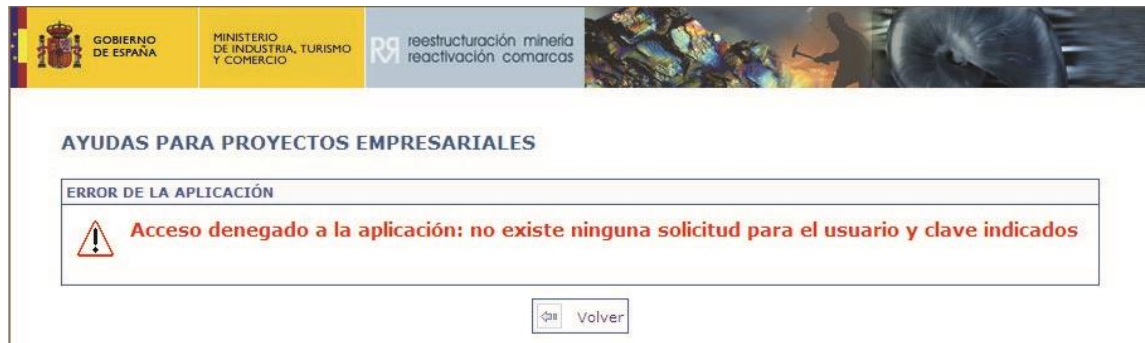 GOBIERNO
DE ESPAÑA
MINISTERIO
DE INDUSTRIA, TURISMO
Y COMERCIO
reestructuración minería
reactivación comarcas
AYUDAS PARA PROYECTOS EMPRESARIALES
ERROR DE LA APLICACIÓN
Acceso denegado a la aplicación: no existe ninguna solicitud para el usuario y clave indicados
Volver